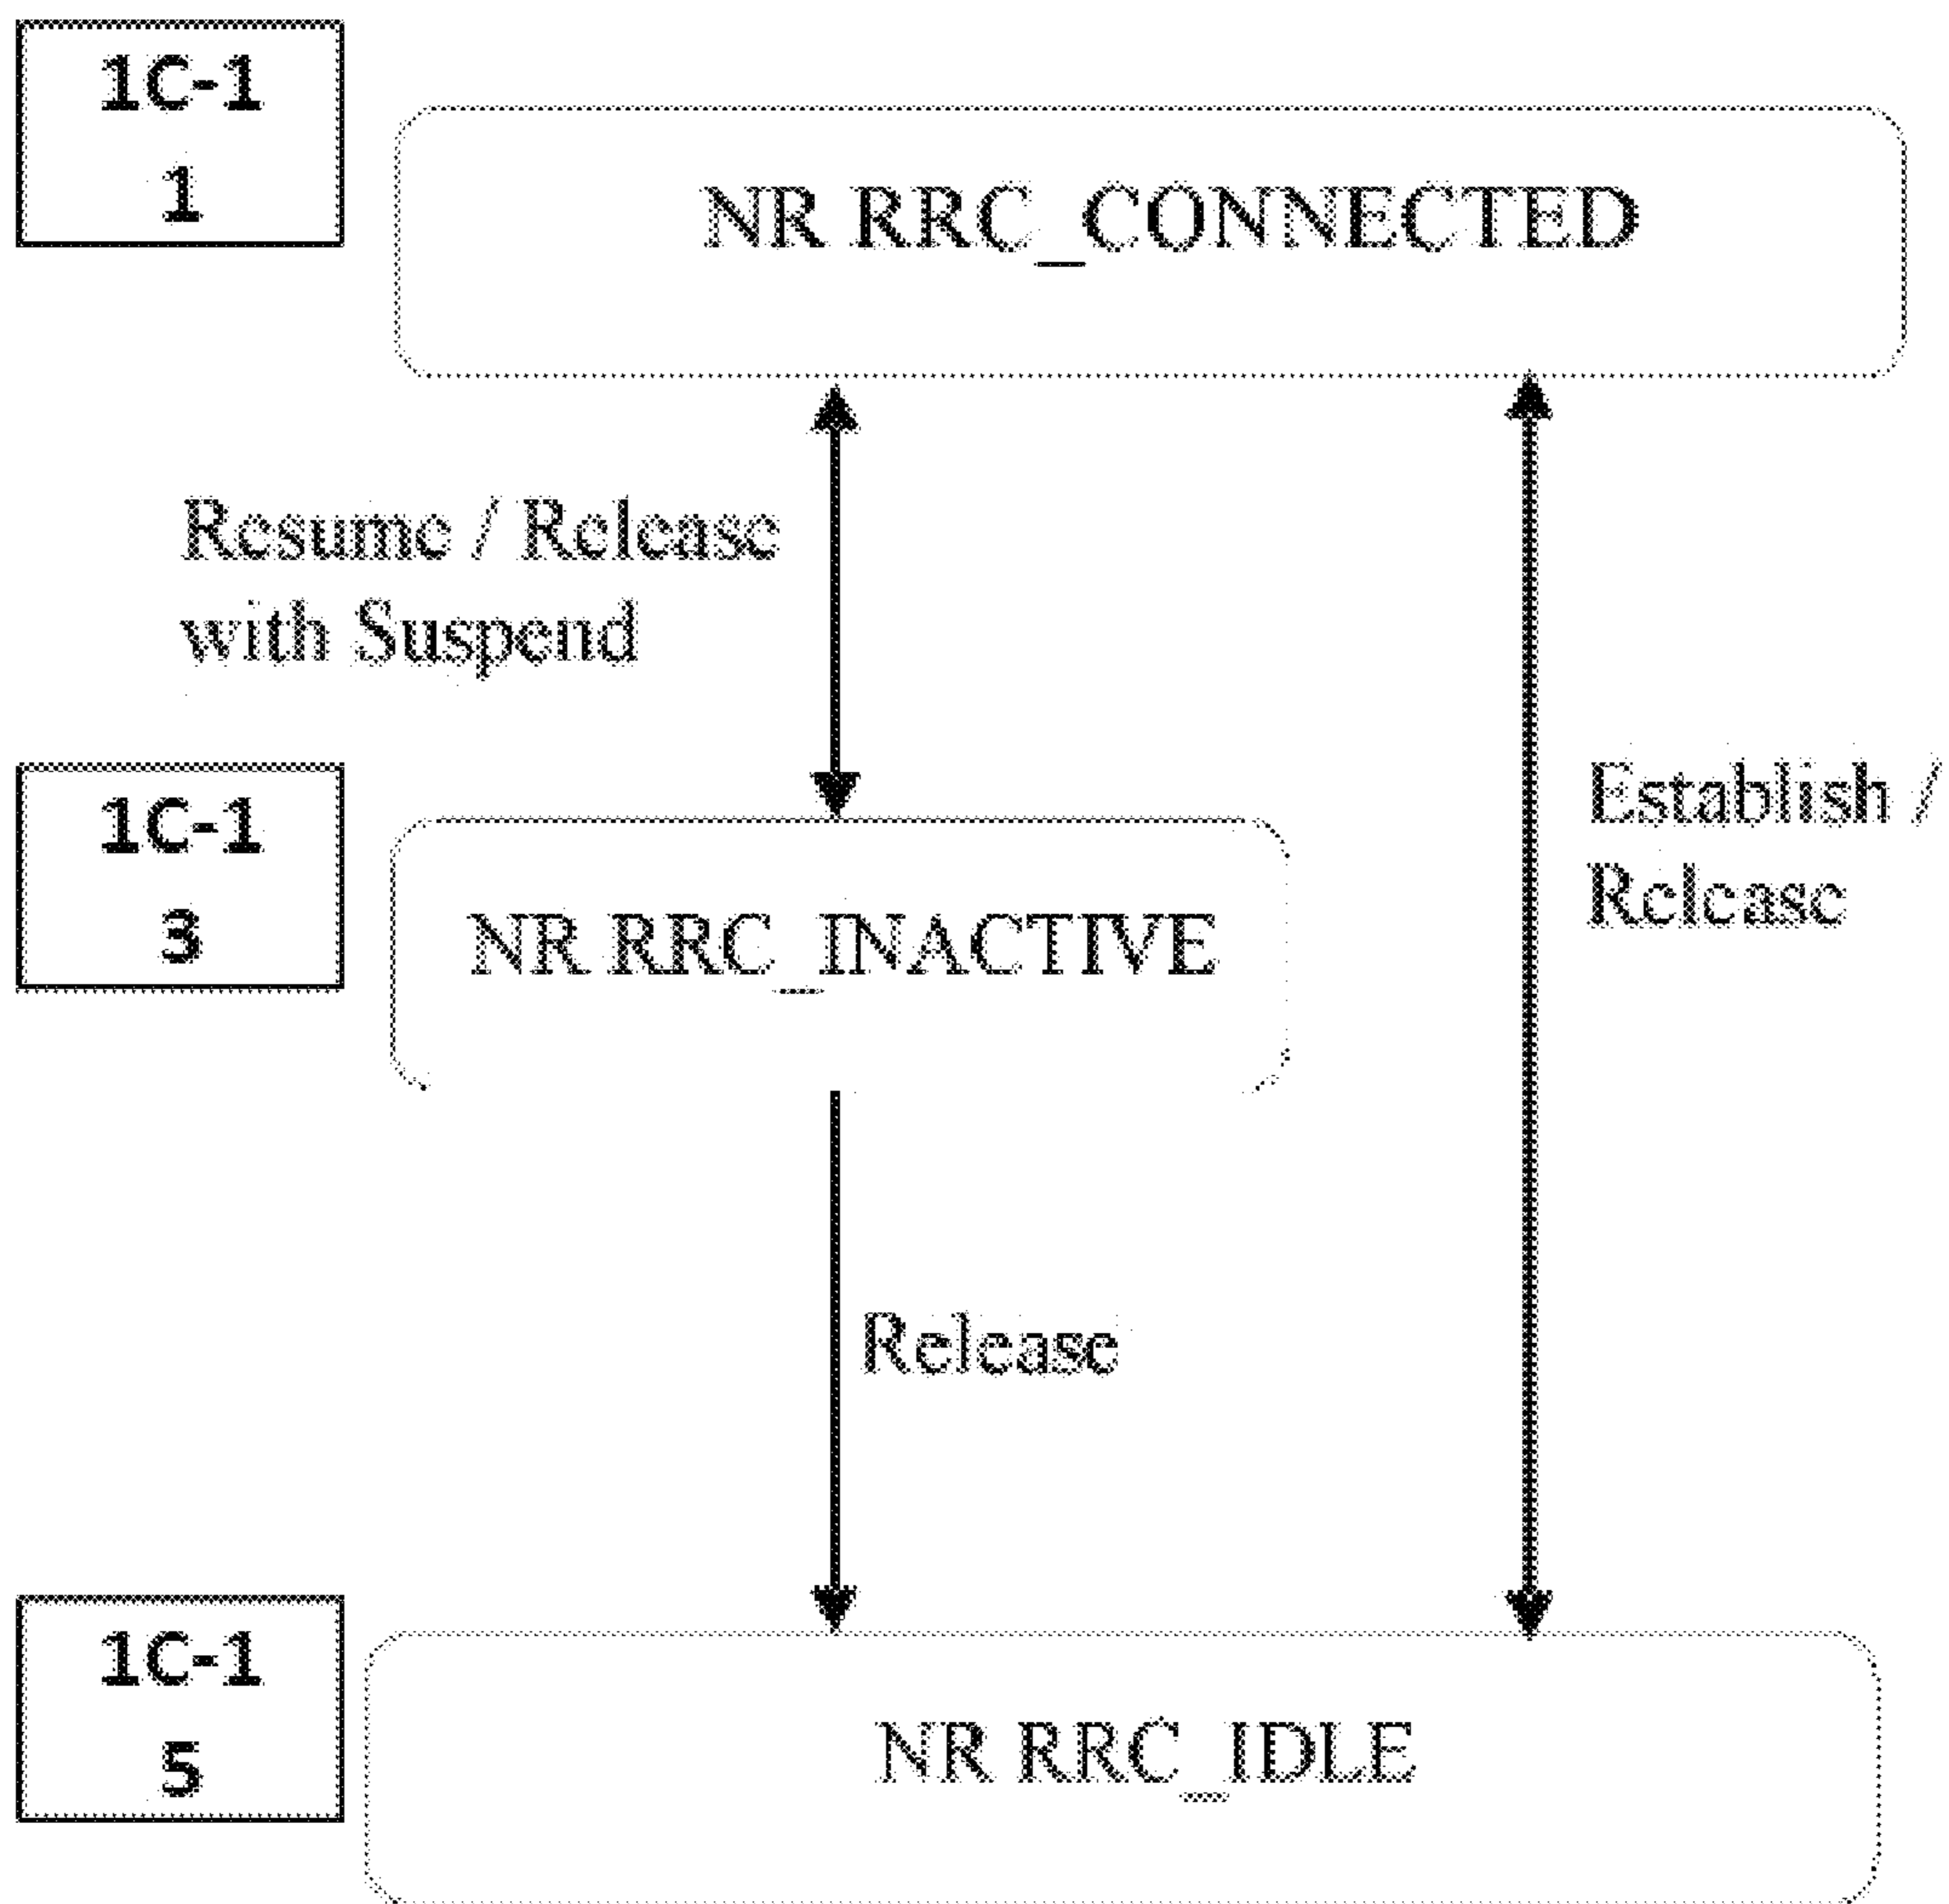 1C-1
1
NR RRC_CONNECTED
Resume / Release
with Suspend
1C-1
3
NR RRC_INACTIVE
Establish /
Release
Release
1C-1
5
NR RRC_IDLE